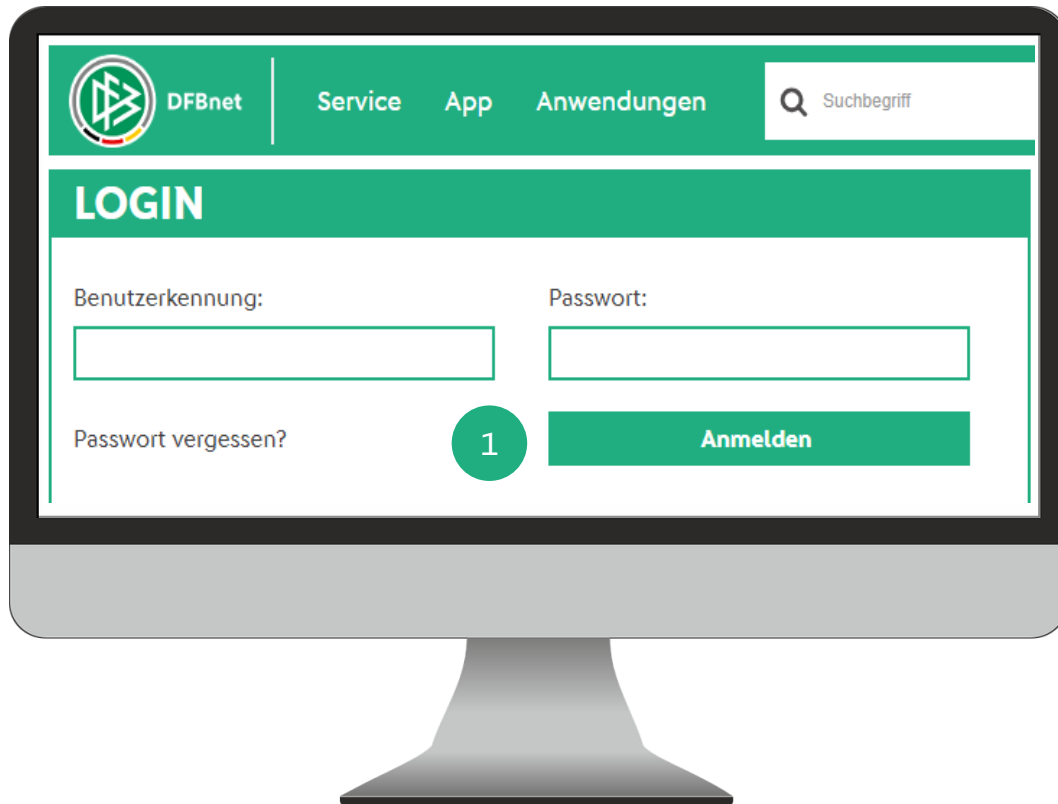 DFBnet Service App Anwendungen Suchbegriff
LOGIN
Benutzerkennung: Passwort:
Passwort vergessen? 1 Anmelden